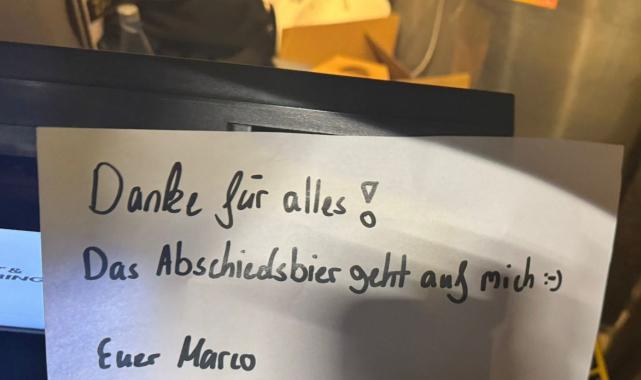 Danke für alles!
Das Abschiedsbier geht auf mich :-)
Euer Marco